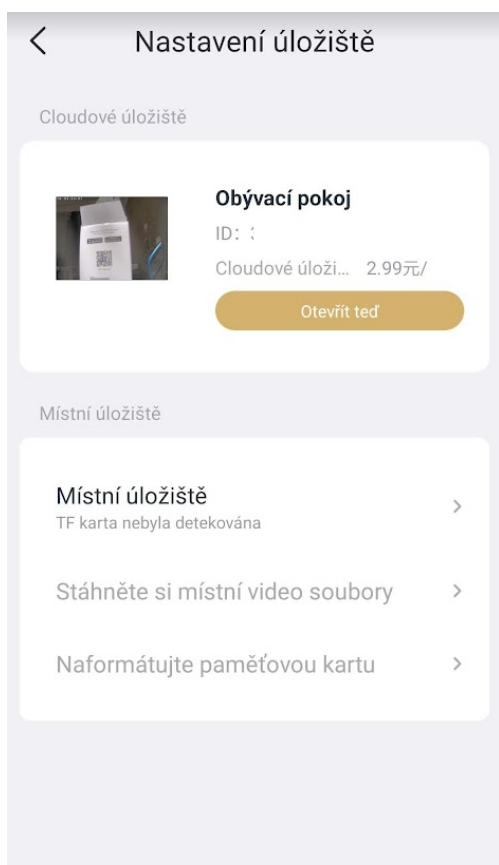 Nastavení úložiště
Cloudové úložiště
Obývací pokoj
ID:
Cloudové úloži... 2.99元/
Otevřít teď
Místní úložiště
Místní úložiště
TF karta nebyla detekována
Stáhněte si místní video soubory
Naformátujte paměťovou kartu